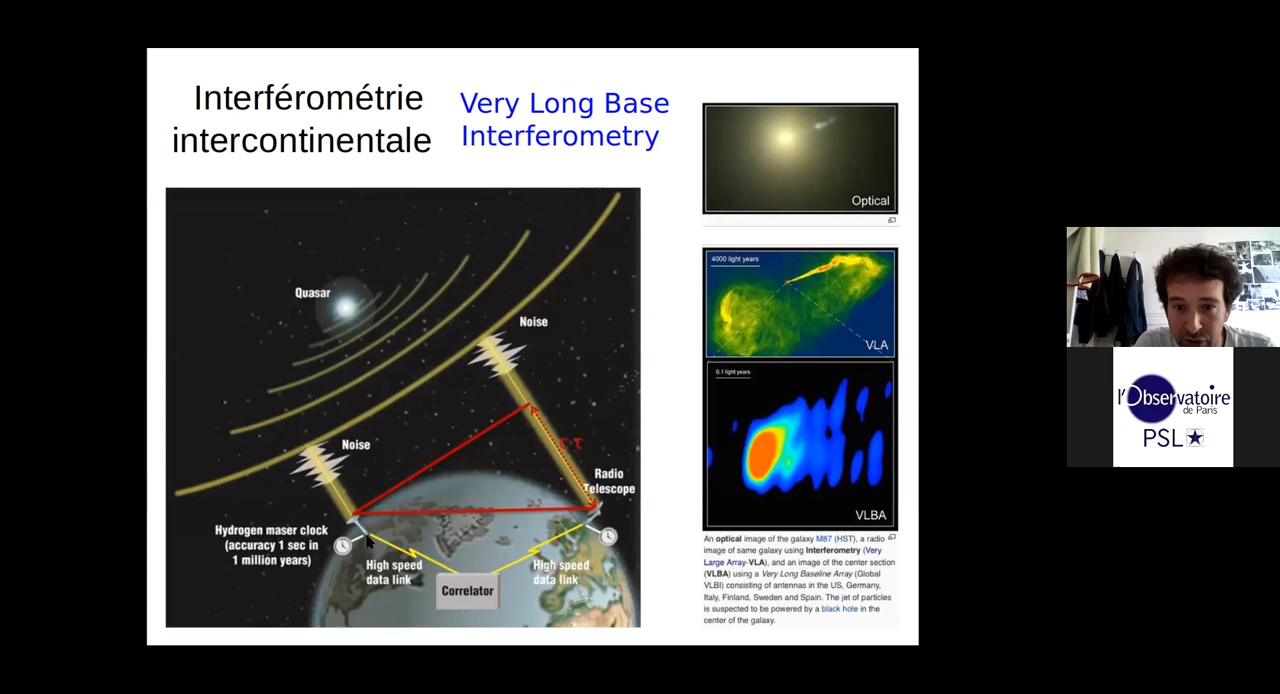 Interférométrie
intercontinentale
Very Long Base
Interferometry
Quasar
Noise
Noise
c·τ
Radio
Telescope
Hydrogen maser clock
(accuracy 1 sec in
1 million years)
High speed
data link
High speed
data link
Correlator
Optical
4000 light years
VLA
0.1 light years
VLBA
An optical image of the galaxy M87 (HST), a radio
image of same galaxy using Interferometry (Very
Large Array-VLA), and an image of the center section
(VLBA) using a Very Long Baseline Array (Global
VLBI) consisting of antennas in the US, Germany,
Italy, Finland, Sweden and Spain. The jet of particles
is suspected to be powered by a black hole in the
center of the galaxy.
l'Observatoire
de Paris
PSL